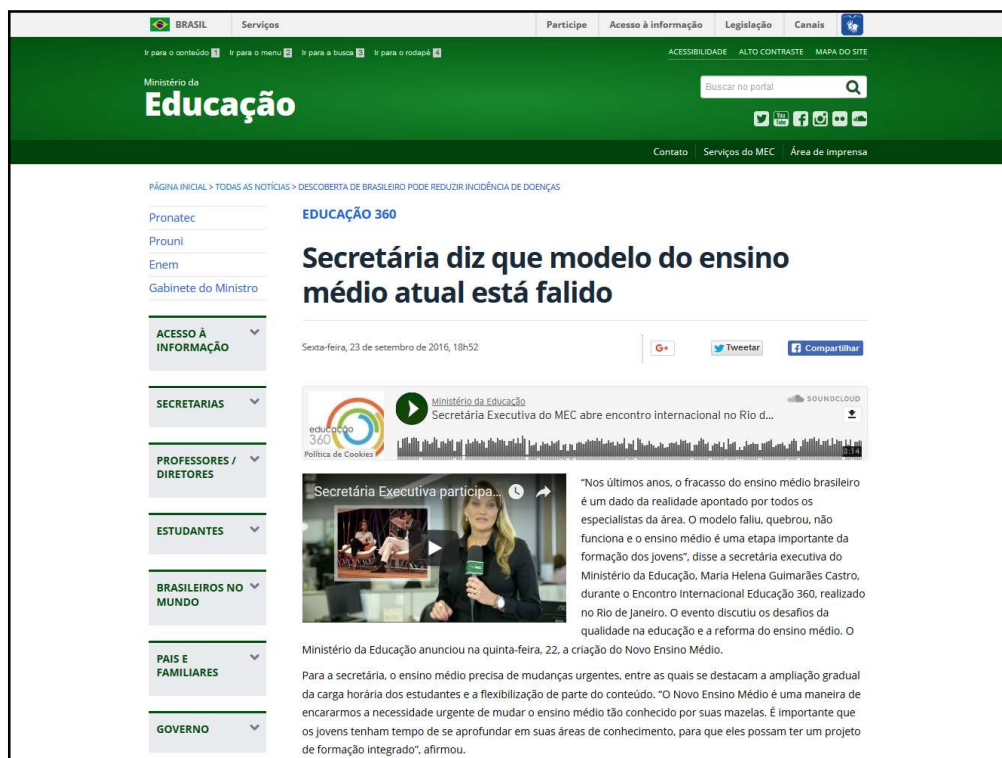 BRASIL Serviços Participe Acesso à informação Legislação Canais
Ir para o conteúdo 1 Ir para o menu 2 Ir para a busca 3 Ir para o rodapé 4 ACESSIBILIDADE ALTO CONTRASTE MAPA DO SITE
Ministério da
Educação
Buscar no portal
You Tube
Contato Serviços do MEC Área de imprensa
PÁGINA INICIAL > TODAS AS NOTÍCIAS > DESCOBERTA DE BRASILEIRO PODE REDUZIR INCIDÊNCIA DE DOENÇAS
Pronatec
Prouni
Enem
Gabinete do Ministro
ACESSO À
INFORMAÇÃO
SECRETARIAS
PROFESSORES /
DIRETORES
ESTUDANTES
BRASILEIROS NO
MUNDO
PAIS E
FAMILIARES
GOVERNO
EDUCAÇÃO 360
Secretária diz que modelo do ensino
médio atual está falido
Sexta-feira, 23 de setembro de 2016, 18h52
G+ Tweetar Compartilhar
educação
360
Política de Cookies
Ministério da Educação
Secretária Executiva do MEC abre encontro internacional no Rio d...
SOUNDCLOUD
3:14
Secretária Executiva participa...
“Nos últimos anos, o fracasso do ensino médio brasileiro
é um dado da realidade apontado por todos os
especialistas da área. O modelo faliu, quebrou, não
funciona e o ensino médio é uma etapa importante da
formação dos jovens”, disse a secretária executiva do
Ministério da Educação, Maria Helena Guimarães Castro,
durante o Encontro Internacional Educação 360, realizado
no Rio de Janeiro. O evento discutiu os desafios da
qualidade na educação e a reforma do ensino médio. O
Ministério da Educação anunciou na quinta-feira, 22, a criação do Novo Ensino Médio.
Para a secretária, o ensino médio precisa de mudanças urgentes, entre as quais se destacam a ampliação gradual
da carga horária dos estudantes e a flexibilização de parte do conteúdo. “O Novo Ensino Médio é uma maneira de
encararmos a necessidade urgente de mudar o ensino médio tão conhecido por suas mazelas. É importante que
os jovens tenham tempo de se aprofundar em suas áreas de conhecimento, para que eles possam ter um projeto
de formação integrado”, afirmou.